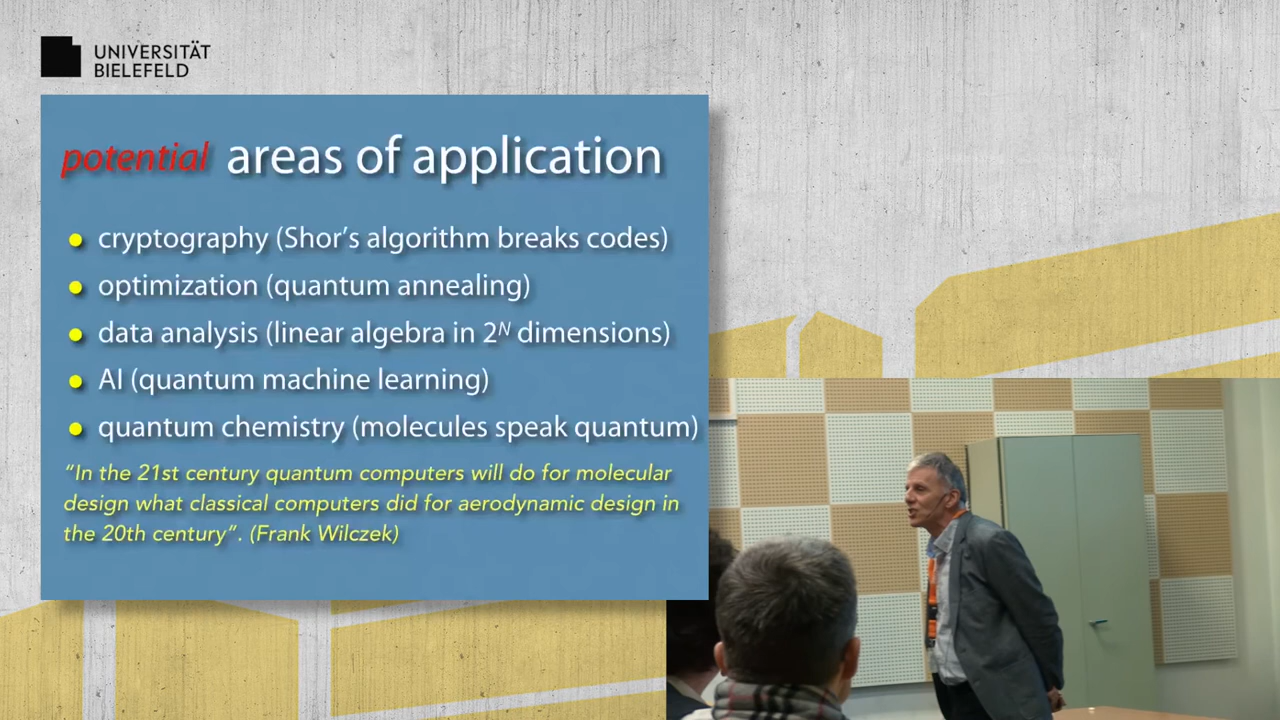 UNIVERSITÄT
BIELEFELD
potential areas of application
cryptography (Shor's algorithm breaks codes)
optimization (quantum annealing)
data analysis (linear algebra in 2ᴺ dimensions)
AI (quantum machine learning)
quantum chemistry (molecules speak quantum)
“In the 21st century quantum computers will do for molecular
design what classical computers did for aerodynamic design in
the 20th century”. (Frank Wilczek)